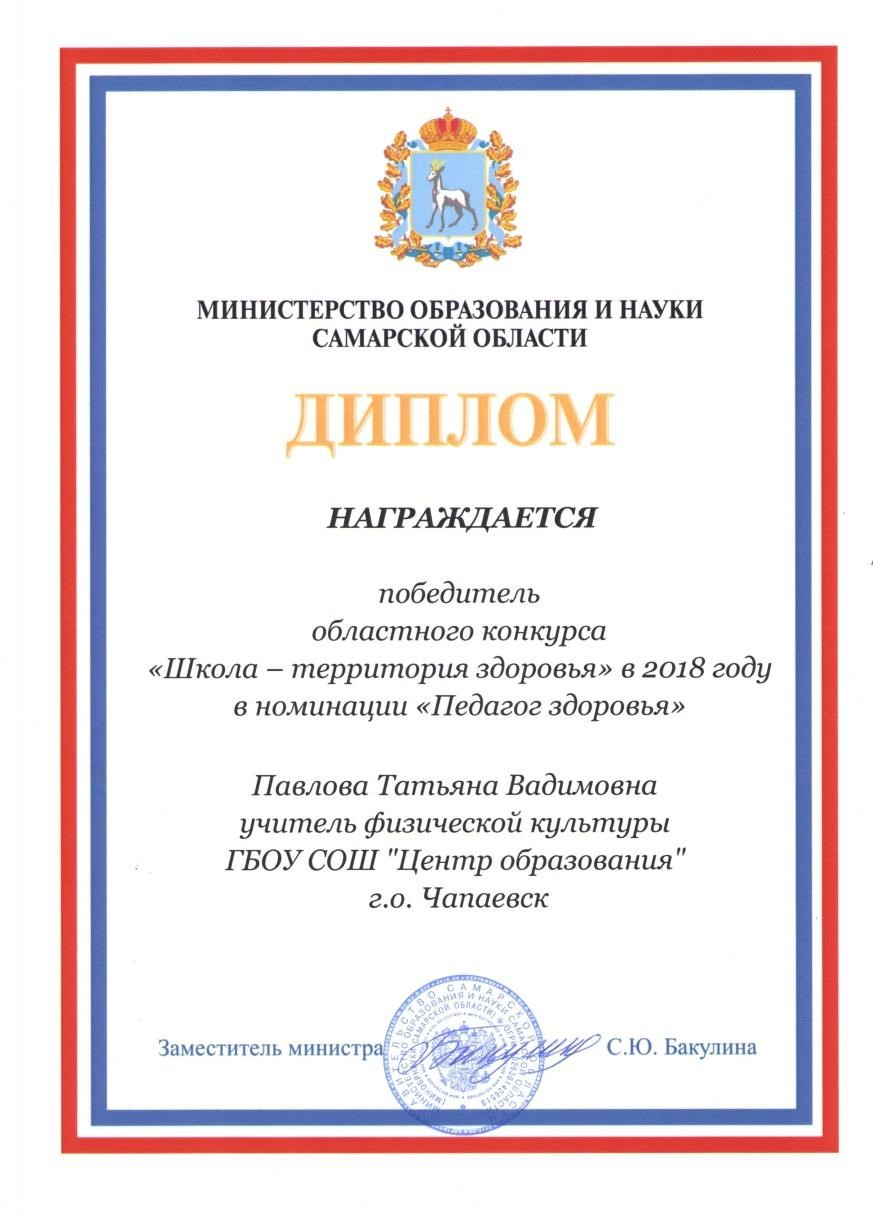 МИНИСТЕРСТВО ОБРАЗОВАНИЯ И НАУКИ
САМАРСКОЙ ОБЛАСТИ
ДИПЛОМ
НАГРАЖДАЕТСЯ
победитель
областного конкурса
«Школа – территория здоровья» в 2018 году
в номинации «Педагог здоровья»
Павлова Татьяна Вадимовна
учитель физической культуры
ГБОУ СОШ "Центр образования"
г.о. Чапаевск
Заместитель министра
С.Ю. Бакулина